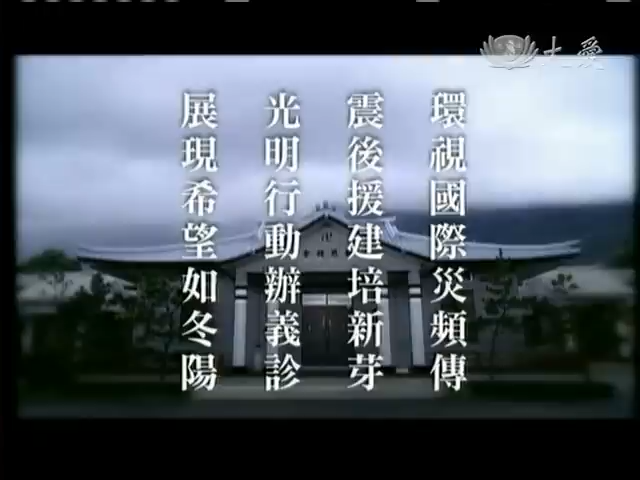 環視國際災頻傳
震後援建培新芽
光明行動辦義診
展現希望如冬陽
大愛